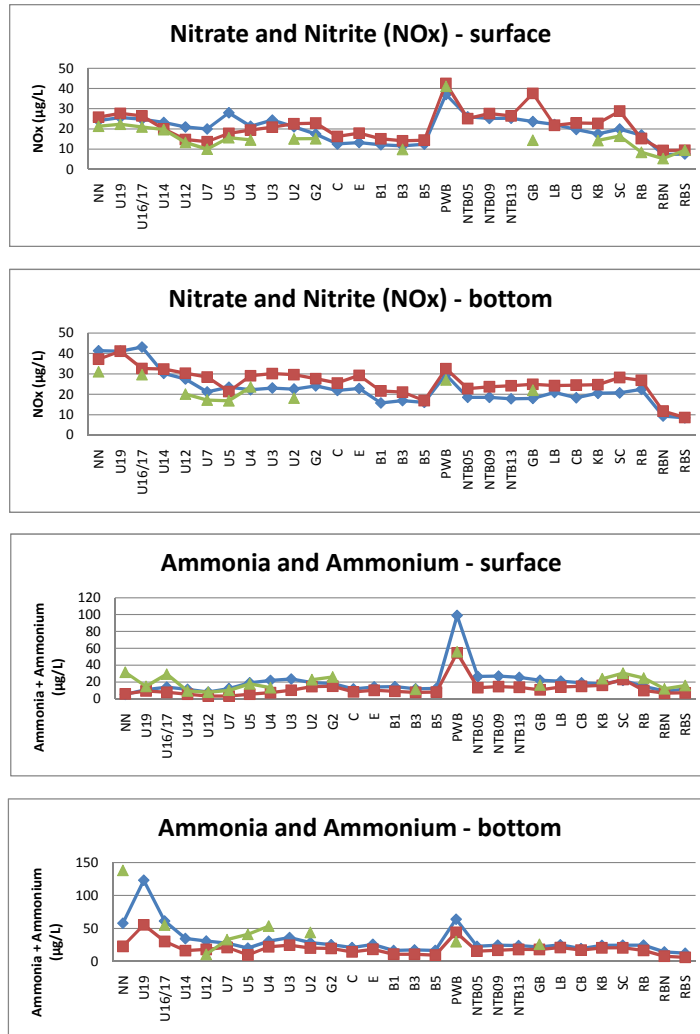 Nitrate and Nitrite (NOx) - surface
NOx (µg/L)
50
40
30
20
10
0
NN U19 U16/17 U14 U12 U7 U5 U4 U3 U2 G2 C E B1 B3 B5 PWB NTB05 NTB09 NTB13 GB LB CB KB SC RB RBN RBS
Nitrate and Nitrite (NOx) - bottom
NOx (µg/L)
50
40
30
20
10
0
NN U19 U16/17 U14 U12 U7 U5 U4 U3 U2 G2 C E B1 B3 B5 PWB NTB05 NTB09 NTB13 GB LB CB KB SC RB RBN RBS
Ammonia and Ammonium - surface
Ammonia + Ammonium
(µg/L)
120
100
80
60
40
20
0
NN U19 U16/17 U14 U12 U7 U5 U4 U3 U2 G2 C E B1 B3 B5 PWB NTB05 NTB09 NTB13 GB LB CB KB SC RB RBN RBS
Ammonia and Ammonium - bottom
Ammonia + Ammonium
(µg/L)
150
100
50
0
NN U19 U16/17 U14 U12 U7 U5 U4 U3 U2 G2 C E B1 B3 B5 PWB NTB05 NTB09 NTB13 GB LB CB KB SC RB RBN RBS